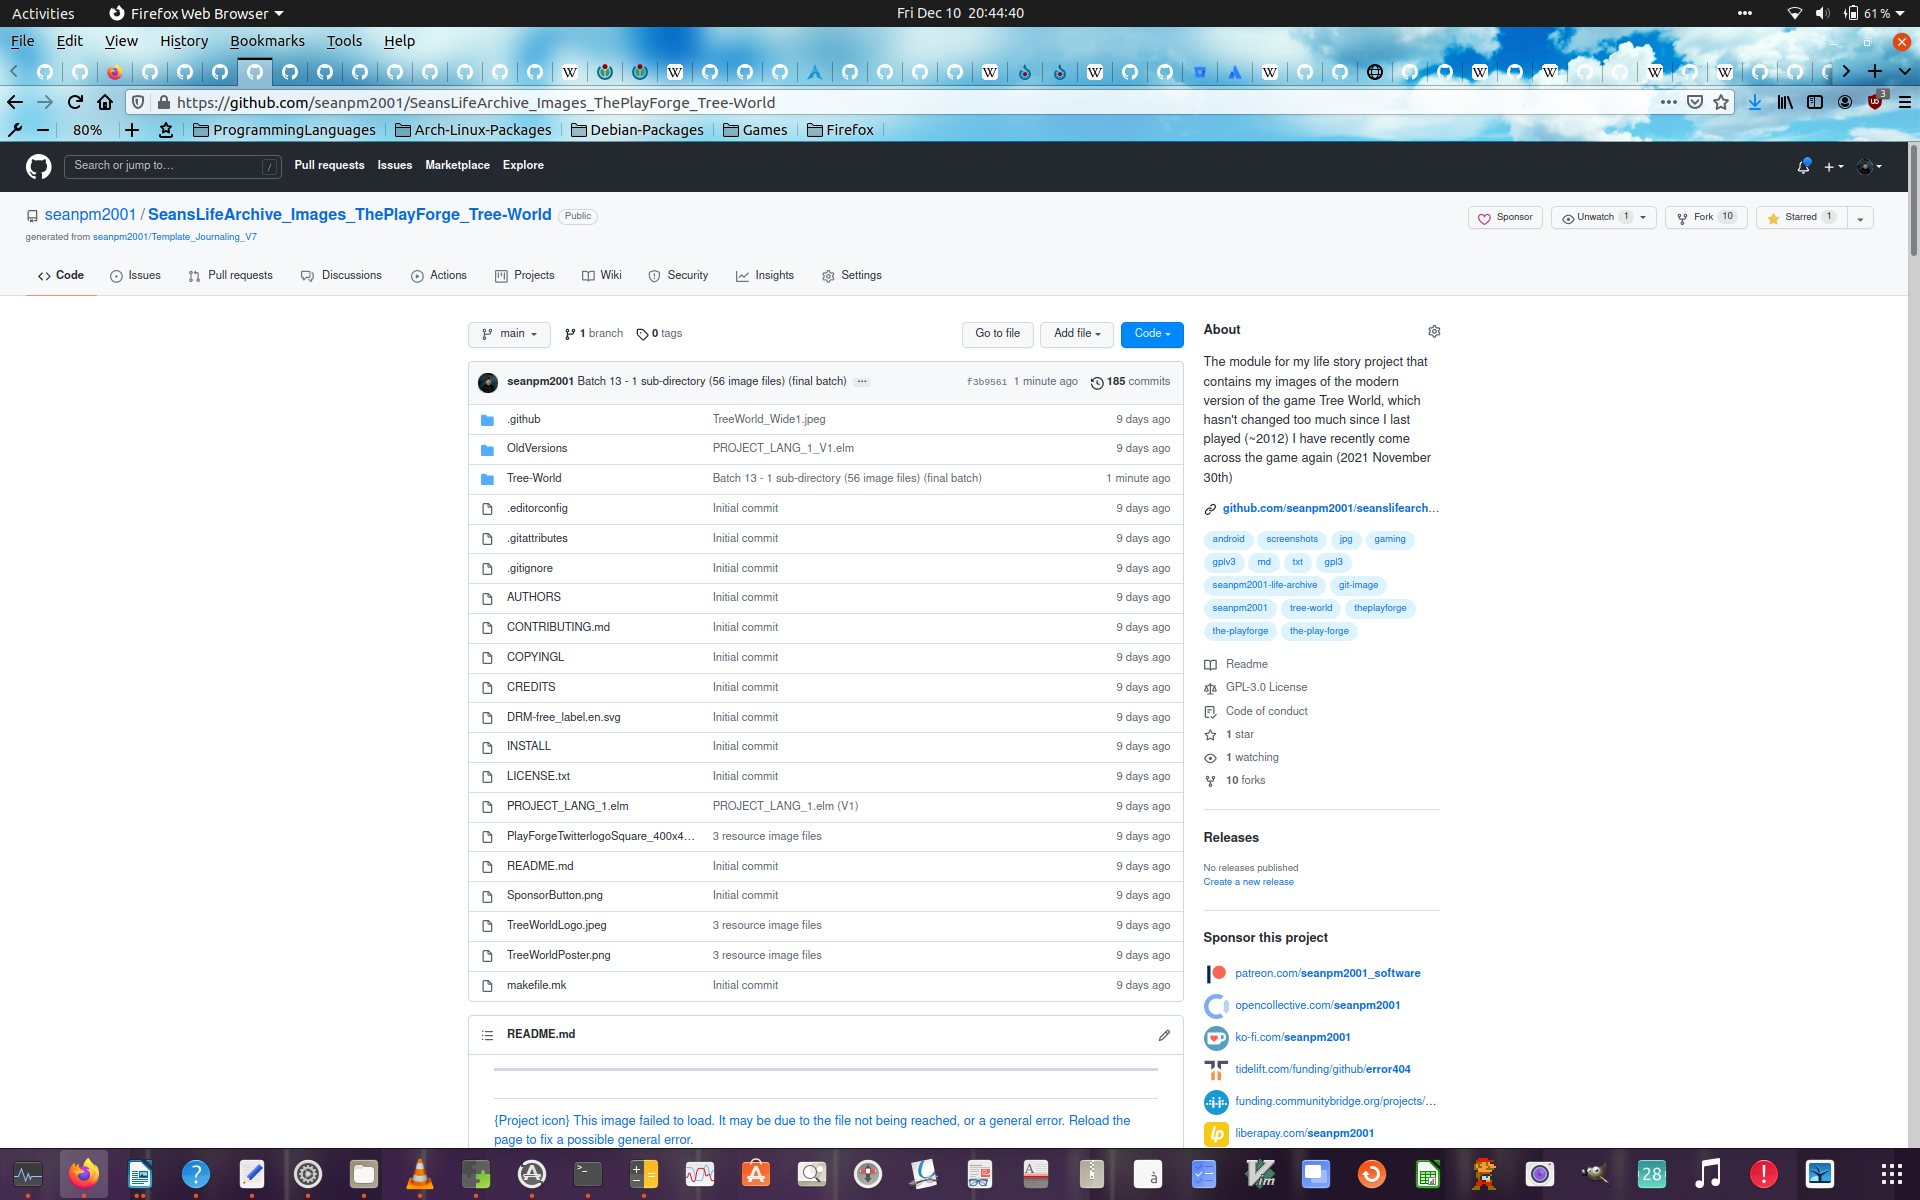 Activities Firefox Web Browser Fri Dec 10 20:44:40 61 %
File Edit View History Bookmarks Tools Help
https://github.com/seanpm2001/SeansLifeArchive_Images_ThePlayForge_Tree-World 3
80% ProgrammingLanguages Arch-Linux-Packages Debian-Packages Games Firefox
Search or jump to… / Pull requests Issues Marketplace Explore
seanpm2001 / SeansLifeArchive_Images_ThePlayForge_Tree-World Public Sponsor Unwatch 1 Fork 10 Starred 1
generated from seanpm2001/Template_Journaling_V7
Code Issues Pull requests Discussions Actions Projects Wiki Security Insights Settings
main 1 branch 0 tags Go to file Add file Code
seanpm2001 Batch 13 - 1 sub-directory (56 image files) (final batch) … f3b9561 1 minute ago 185 commits
.github TreeWorld_Wide1.jpeg 9 days ago
OldVersions PROJECT_LANG_1_V1.elm 9 days ago
Tree-World Batch 13 - 1 sub-directory (56 image files) (final batch) 1 minute ago
.editorconfig Initial commit 9 days ago
.gitattributes Initial commit 9 days ago
.gitignore Initial commit 9 days ago
AUTHORS Initial commit 9 days ago
CONTRIBUTING.md Initial commit 9 days ago
COPYINGL Initial commit 9 days ago
CREDITS Initial commit 9 days ago
DRM-free_label.en.svg Initial commit 9 days ago
INSTALL Initial commit 9 days ago
LICENSE.txt Initial commit 9 days ago
PROJECT_LANG_1.elm PROJECT_LANG_1.elm (V1) 9 days ago
PlayForgeTwitterlogoSquare_400x4… 3 resource image files 9 days ago
README.md Initial commit 9 days ago
SponsorButton.png Initial commit 9 days ago
TreeWorldLogo.jpeg 3 resource image files 9 days ago
TreeWorldPoster.png 3 resource image files 9 days ago
makefile.mk Initial commit 9 days ago
README.md
{Project icon} This image failed to load. It may be due to the file not being reached, or a general error. Reload the
page to fix a possible general error.
About
The module for my life story project that
contains my images of the modern
version of the game Tree World, which
hasn't changed too much since I last
played (~2012) I have recently come
across the game again (2021 November
30th)
github.com/seanpm2001/seanslifearch…
android screenshots jpg gaming
gplv3 md txt gpl3
seanpm2001-life-archive git-image
seanpm2001 tree-world theplayforge
the-playforge the-play-forge
Readme
GPL-3.0 License
Code of conduct
1 star
1 watching
10 forks
Releases
No releases published
Create a new release
Sponsor this project
patreon.com/seanpm2001_software
opencollective.com/seanpm2001
ko-fi.com/seanpm2001
tidelift.com/funding/github/error404
funding.communitybridge.org/projects/…
liberapay.com/seanpm2001
28